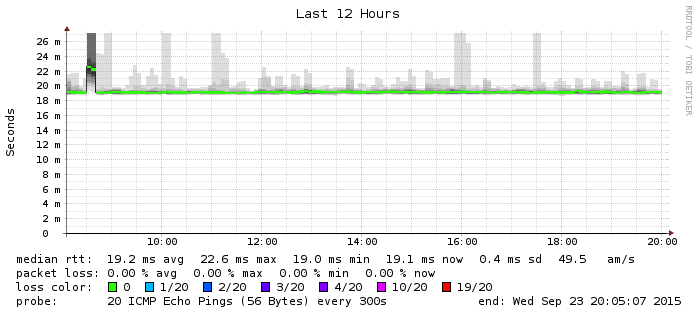 Last 12 Hours
RRDTOOL / TOBI OETIKER
Seconds
26 m
24 m
22 m
20 m
18 m
16 m
14 m
12 m
10 m
8 m
6 m
4 m
2 m
0
10:00 12:00 14:00 16:00 18:00 20:00
median rtt: 19.2 ms avg 22.6 ms max 19.0 ms min 19.1 ms now 0.4 ms sd 49.5 am/s
packet loss: 0.00 % avg 0.00 % max 0.00 % min 0.00 % now
loss color: 0 1/20 2/20 3/20 4/20 10/20 19/20
probe: 20 ICMP Echo Pings (56 Bytes) every 300s end: Wed Sep 23 20:05:07 2015